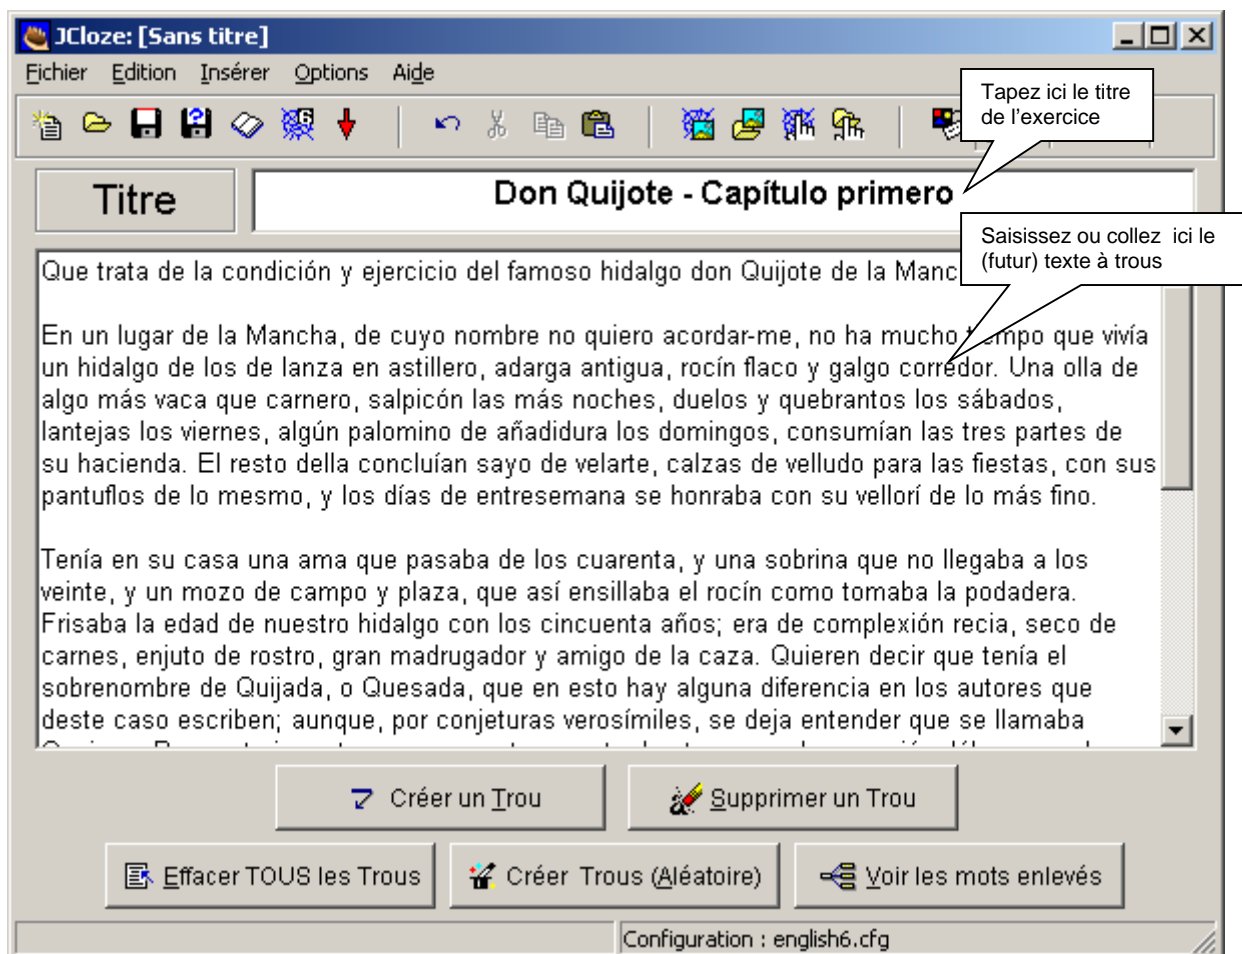 JCloze: [Sans titre]
Fichier Edition Insérer Options Aide
Tapez ici le titre
de l'exercice
Titre
Don Quijote - Capítulo primero
Saisissez ou collez ici le
(futur) texte à trous
Que trata de la condición y ejercicio del famoso hidalgo don Quijote de la Manc
En un lugar de la Mancha, de cuyo nombre no quiero acordar-me, no ha mucho tiempo que vivía
un hidalgo de los de lanza en astillero, adarga antigua, rocín flaco y galgo corredor. Una olla de
algo más vaca que carnero, salpicón las más noches, duelos y quebrantos los sábados,
lantejas los viernes, algún palomino de añadidura los domingos, consumían las tres partes de
su hacienda. El resto della concluían sayo de velarte, calzas de velludo para las fiestas, con sus
pantuflos de lo mesmo, y los días de entresemana se honraba con su vellorí de lo más fino.
Tenía en su casa una ama que pasaba de los cuarenta, y una sobrina que no llegaba a los
veinte, y un mozo de campo y plaza, que así ensillaba el rocín como tomaba la podadera.
Frisaba la edad de nuestro hidalgo con los cincuenta años; era de complexión recia, seco de
carnes, enjuto de rostro, gran madrugador y amigo de la caza. Quieren decir que tenía el
sobrenombre de Quijada, o Quesada, que en esto hay alguna diferencia en los autores que
deste caso escriben; aunque, por conjeturas verosímiles, se deja entender que se llamaba
Créer un Trou
Supprimer un Trou
Effacer TOUS les Trous
Créer Trous (Aléatoire)
Voir les mots enlevés
Configuration : english6.cfg